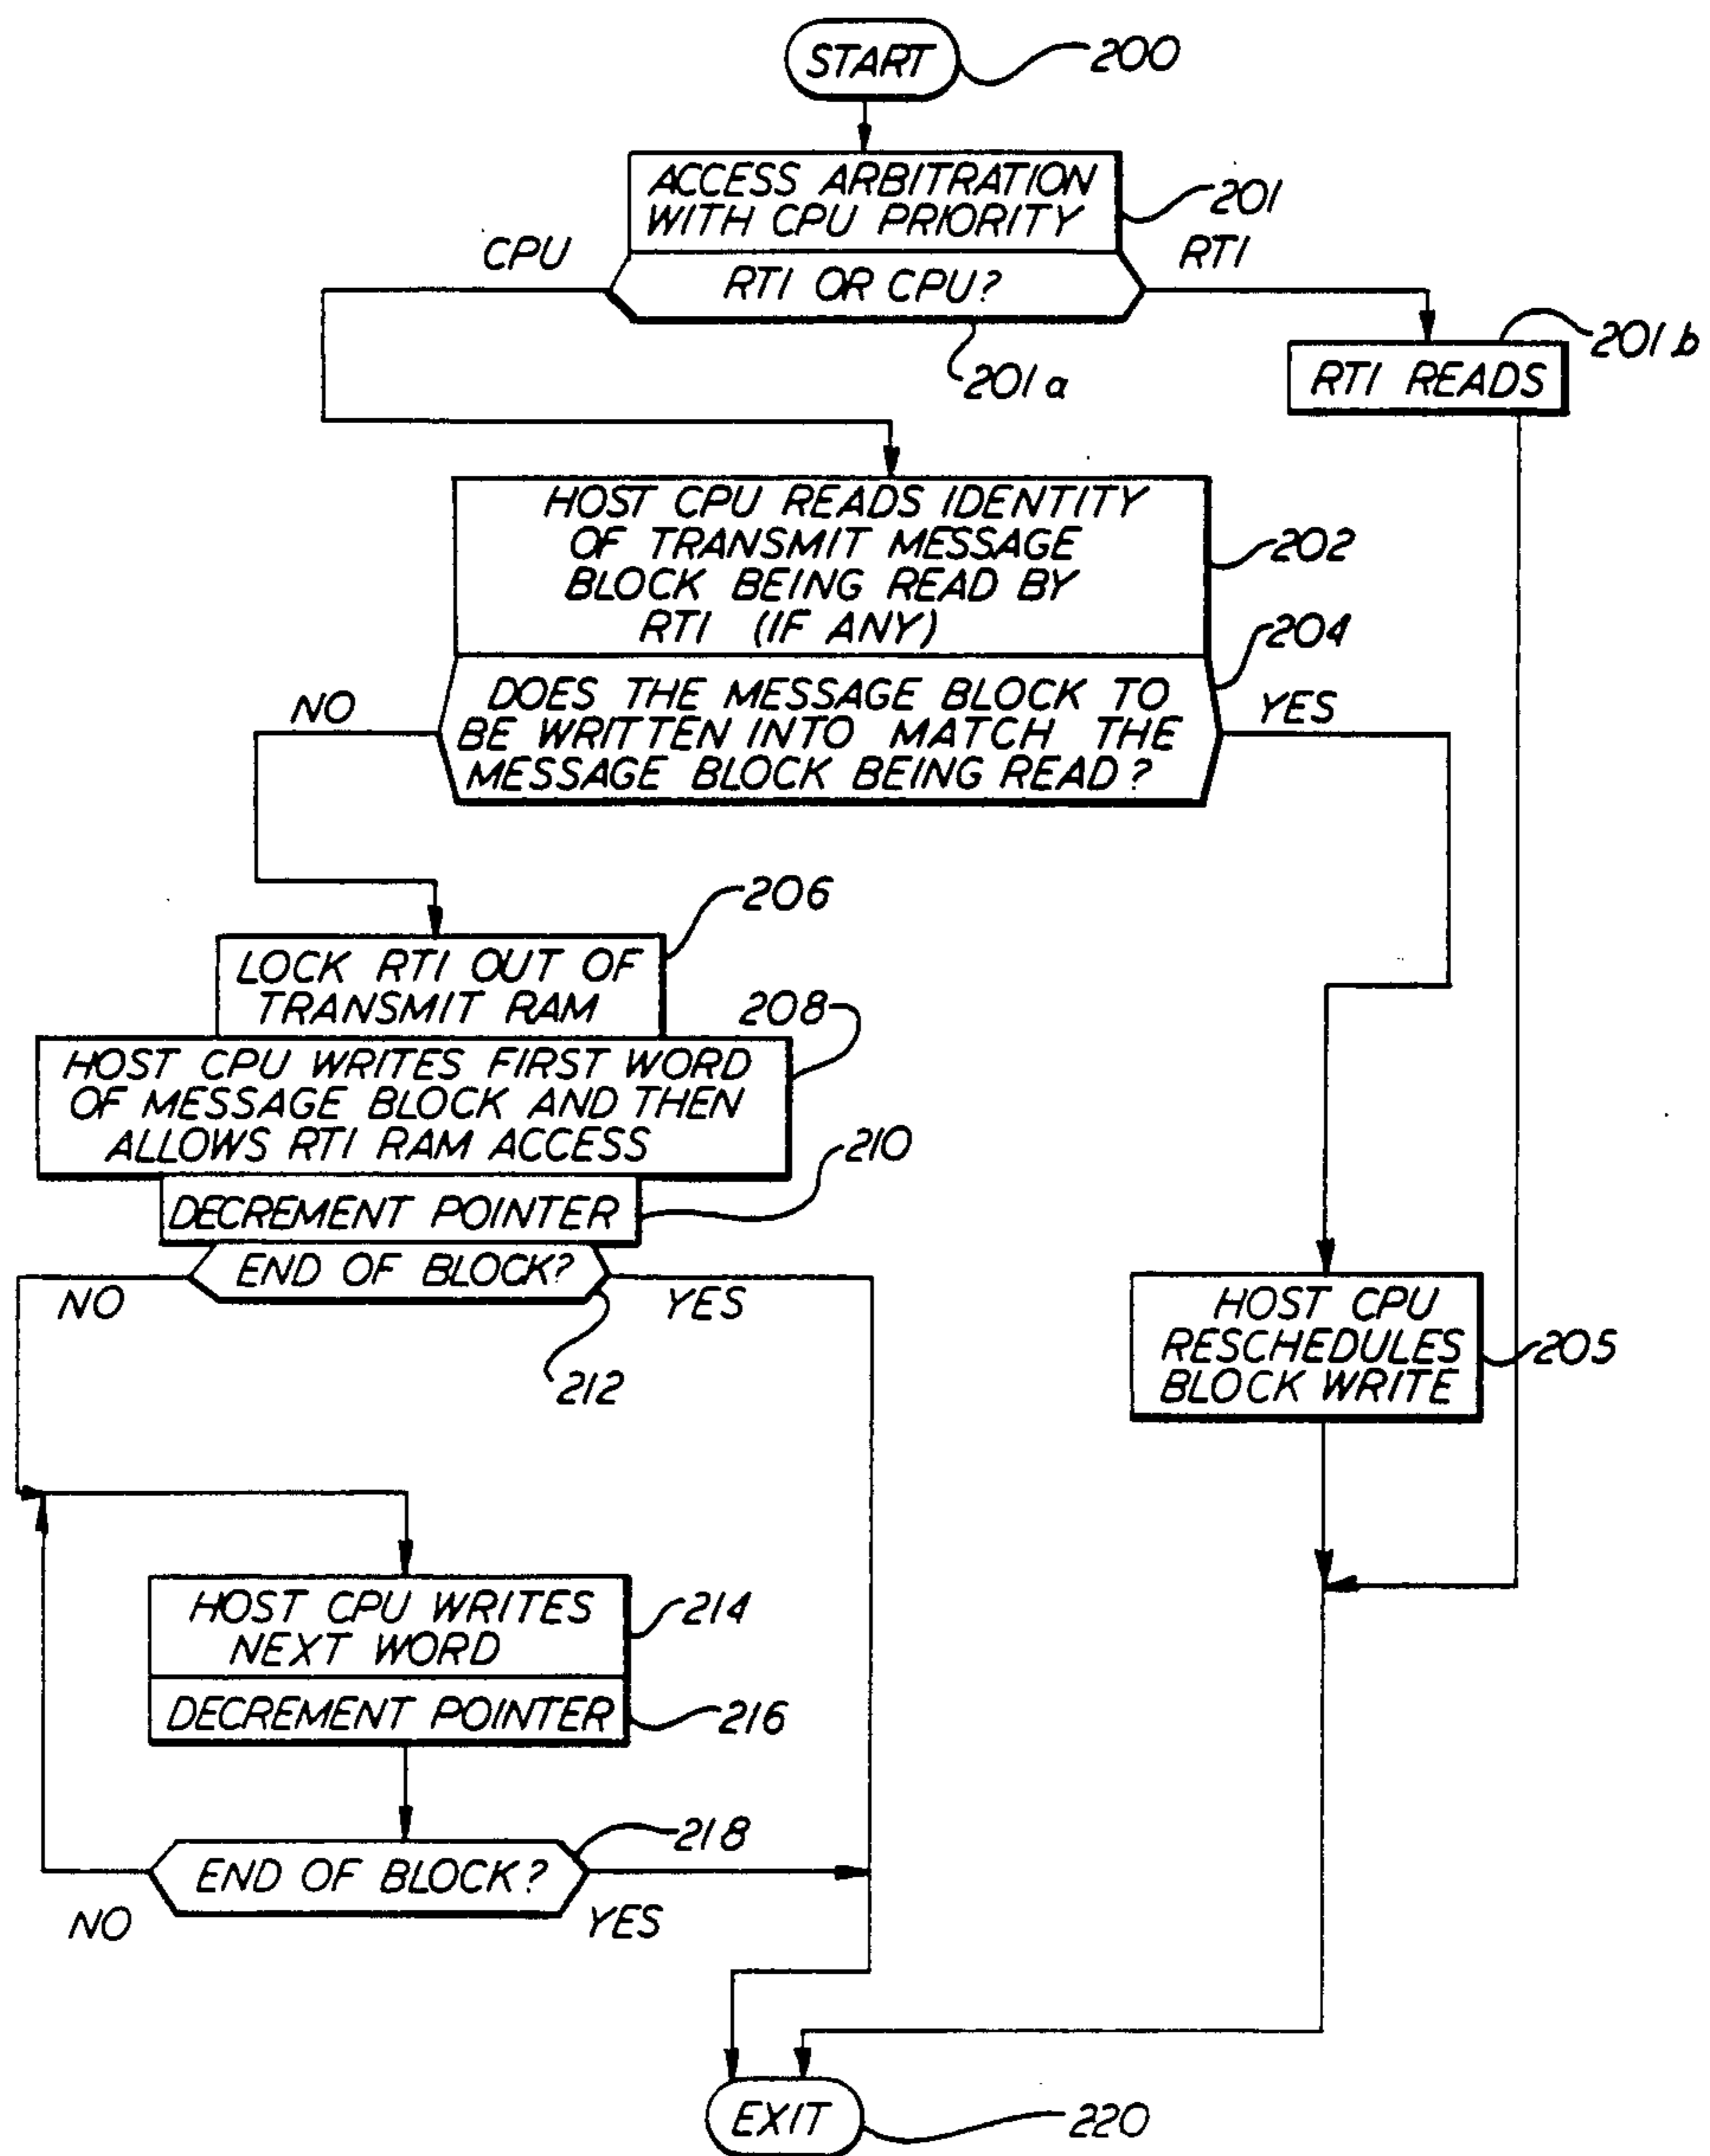 START
200
ACCESS ARBITRATION
WITH CPU PRIORITY
201
CPU
RTI
RTI OR CPU?
201a
201b
RTI READS
HOST CPU READS IDENTITY
OF TRANSMIT MESSAGE
BLOCK BEING READ BY
RTI (IF ANY)
202
204
DOES THE MESSAGE BLOCK TO
BE WRITTEN INTO MATCH THE
MESSAGE BLOCK BEING READ?
NO
YES
206
LOCK RTI OUT OF
TRANSMIT RAM
208
HOST CPU WRITES FIRST WORD
OF MESSAGE BLOCK AND THEN
ALLOWS RTI RAM ACCESS
210
DECREMENT POINTER
END OF BLOCK?
NO
YES
212
HOST CPU
RESCHEDULES
BLOCK WRITE
205
HOST CPU WRITES
NEXT WORD
214
DECREMENT POINTER
216
218
END OF BLOCK?
NO
YES
EXIT
220